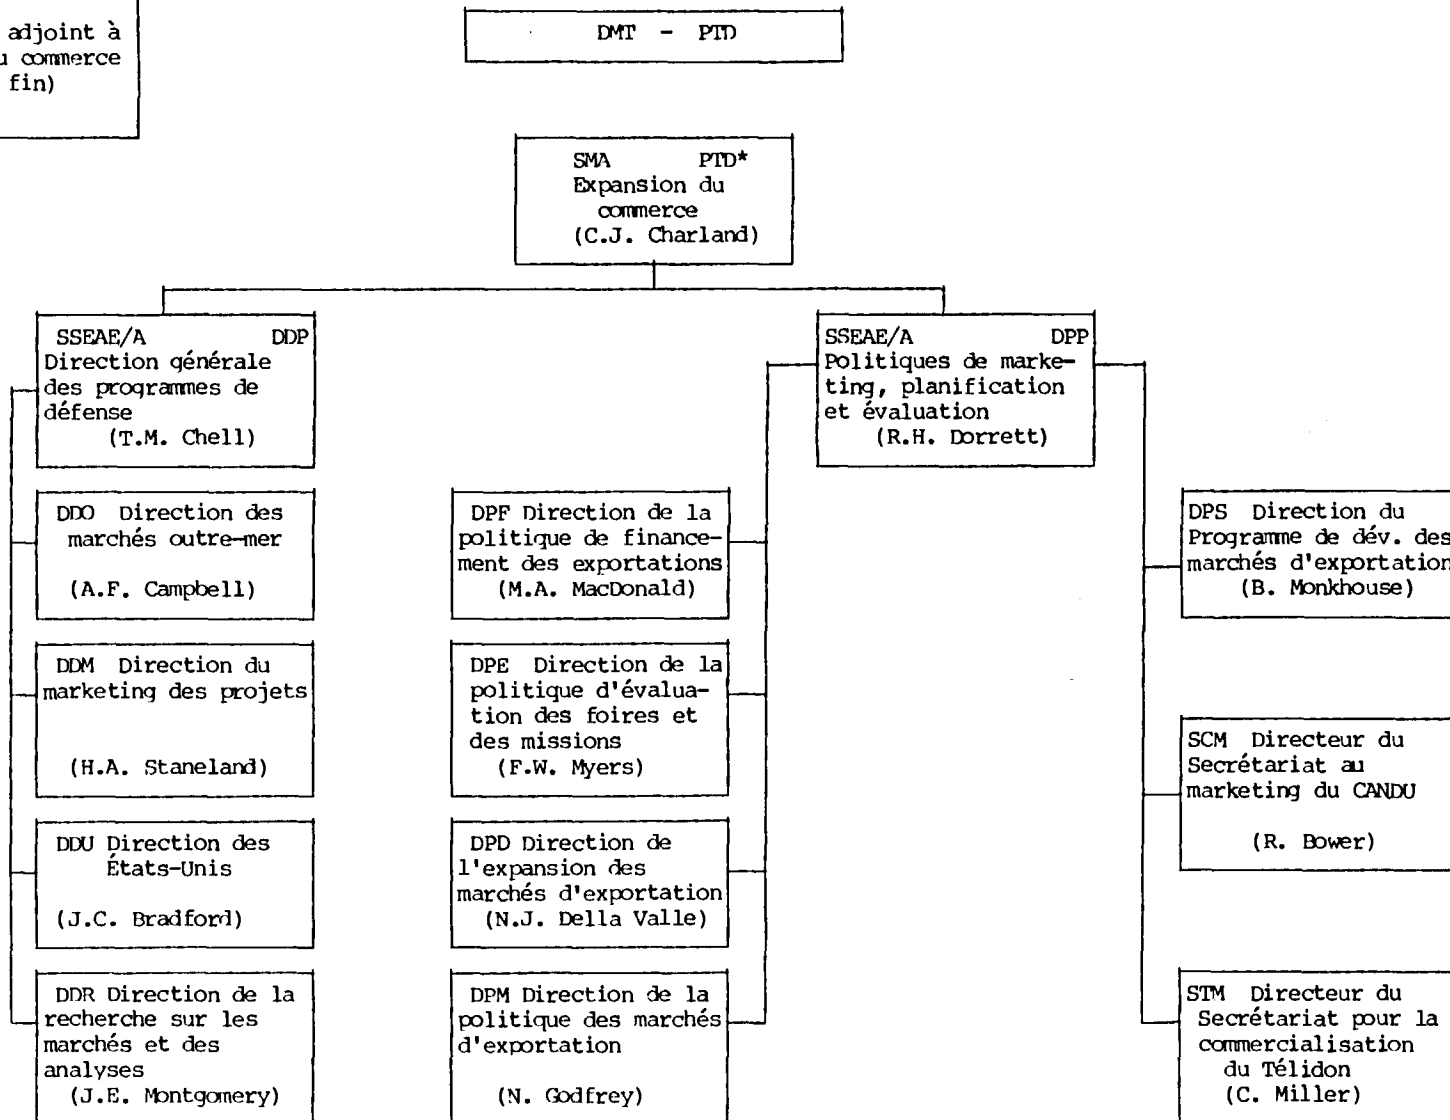 adjoint à
u commerce
fin)
DMT - PTD
SMA PTD*
Expansion du
commerce
(C.J. Charland)
SSEAE/A DDP
Direction générale
des programmes de
défense
(T.M. Chell)
SSEAE/A DPP
Politiques de marke-
ting, planification
et évaluation
(R.H. Dorrett)
DDO Direction des
marchés outre-mer
(A.F. Campbell)
DDM Direction du
marketing des projets
(H.A. Staneland)
DDU Direction des
États-Unis
(J.C. Bradford)
DDR Direction de la
recherche sur les
marchés et des
analyses
(J.E. Montgomery)
DPF Direction de la
politique de finance-
ment des exportations
(M.A. MacDonald)
DPE Direction de la
politique d'évalua-
tion des foires et
des missions
(F.W. Myers)
DPD Direction de
l'expansion des
marchés d'exportation
(N.J. Della Valle)
DPM Direction de la
politique des marchés
d'exportation
(N. Godfrey)
DPS Direction du
Programme de dév. des
marchés d'exportation
(B. Monkhouse)
SCM Directeur du
Secrétariat au
marketing du CANDU
(R. Bower)
STM Directeur du
Secrétariat pour la
commercialisation
du Télidon
(C. Miller)